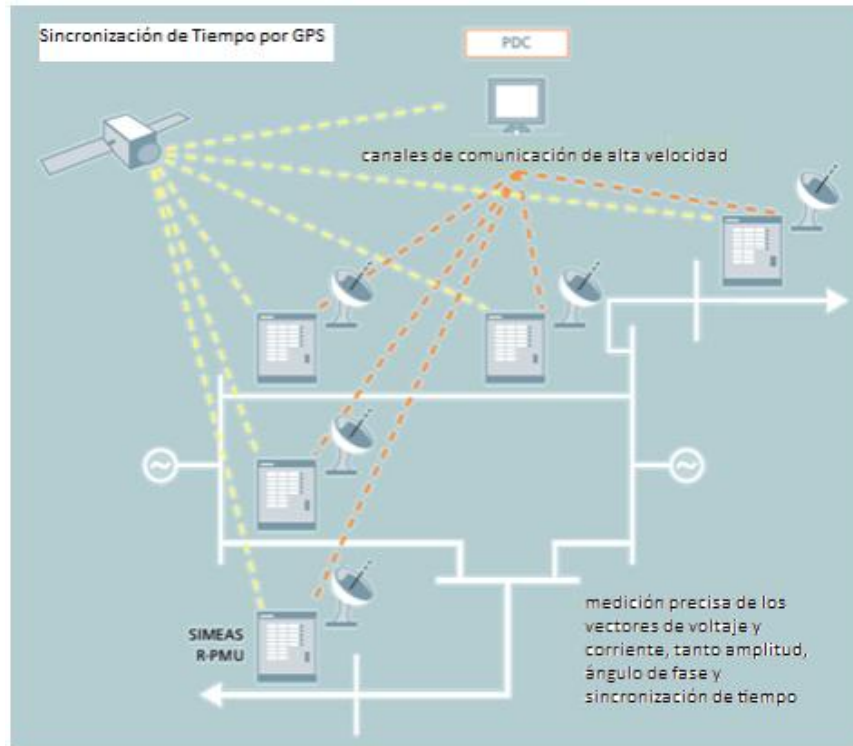 Sincronización de Tiempo por GPS
PDC
canales de comunicación de alta velocidad
SIMEAS
R-PMU
medición precisa de los
vectores de voltaje y
corriente, tanto amplitud,
ángulo de fase y
sincronización de tiempo